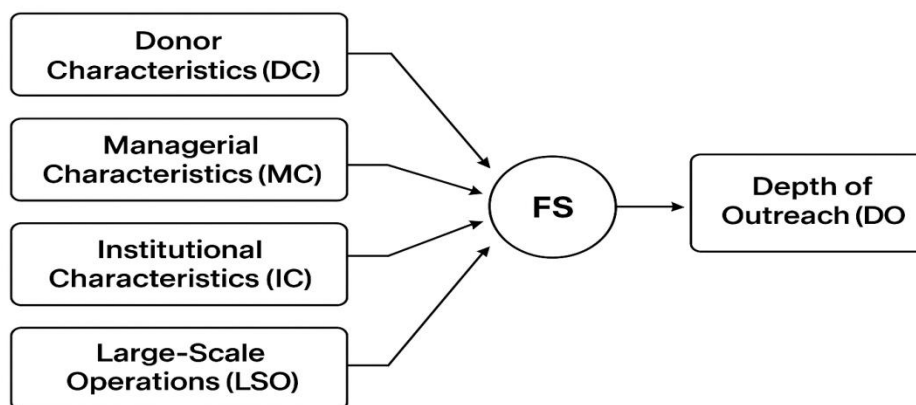 Donor
Characteristics (DC)
Managerial
Characteristics (MC)
Institutional
Characteristics (IC)
Large-Scale
Operations (LSO)
FS
Depth of
Outreach (DO